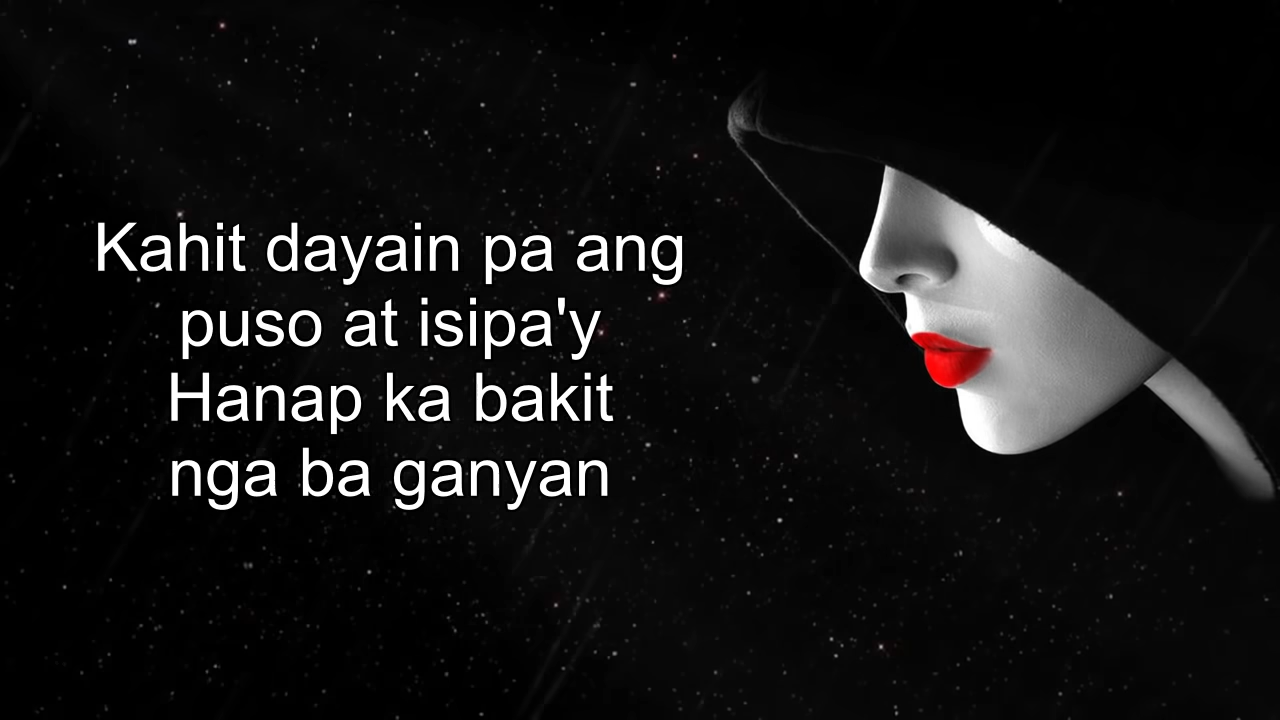 Kahit dayain pa ang
puso at isipa'y
Hanap ka bakit
nga ba ganyan